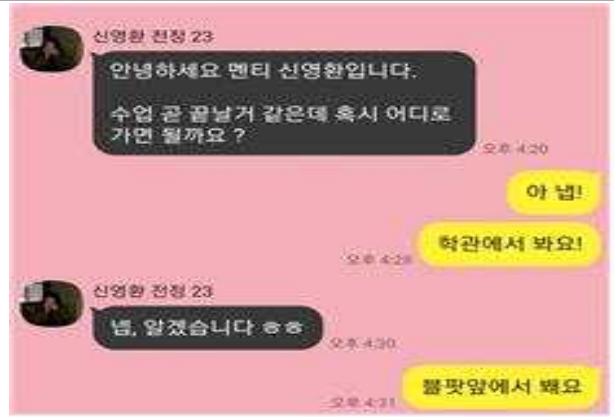 신영환 전정 23
안녕하세요 멘티 신영환입니다.
수업 곧 끝날거 같은데 혹시 어디로
가면 될까요 ?
오후 4:20
아 넵!
학관에서 봐요!
오후 4:28
신영환 전정 23
넵, 알겠습니다 ㅎㅎ
오후 4:30
블팟앞에서 봬요
오후 4:31